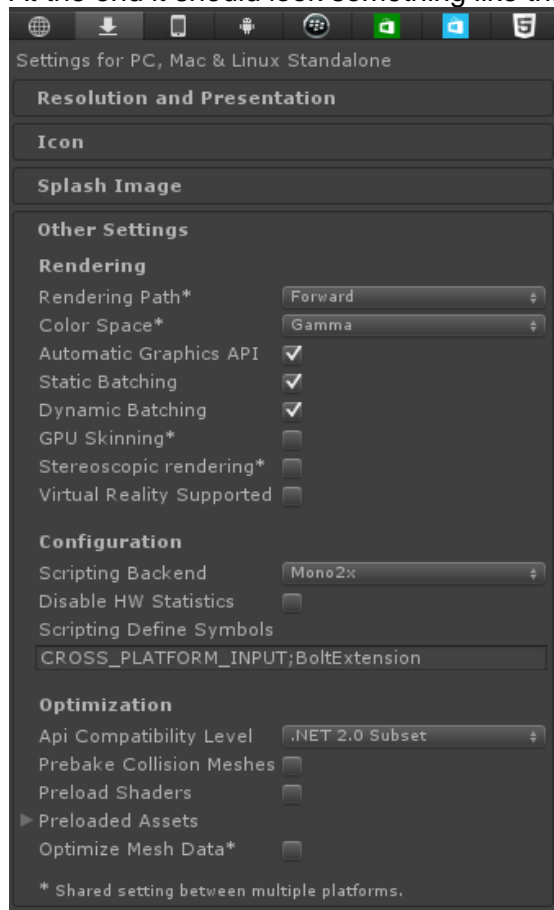 Settings for PC, Mac & Linux Standalone
Resolution and Presentation
Icon
Splash Image
Other Settings
Rendering
Rendering Path* Forward
Color Space* Gamma
Automatic Graphics API
Static Batching
Dynamic Batching
GPU Skinning*
Stereoscopic rendering*
Virtual Reality Supported
Configuration
Scripting Backend Mono2x
Disable HW Statistics
Scripting Define Symbols
CROSS_PLATFORM_INPUT;BoltExtension
Optimization
Api Compatibility Level .NET 2.0 Subset
Prebake Collision Meshes
Preload Shaders
Preloaded Assets
Optimize Mesh Data*
* Shared setting between multiple platforms.